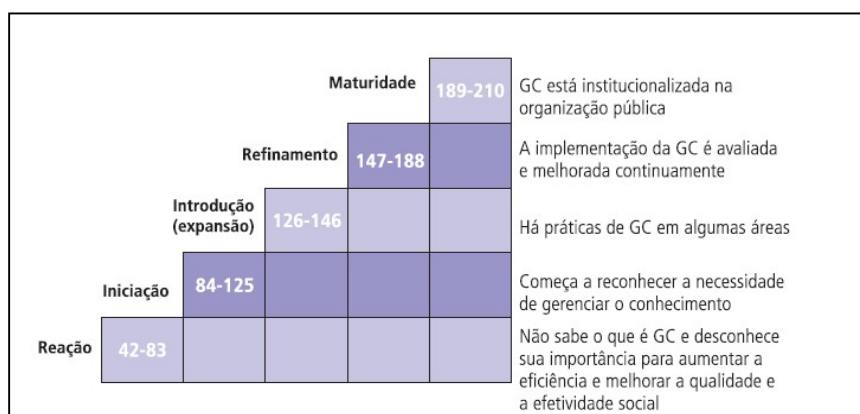 Maturidade
189-210
GC está institucionalizada na
organização pública
Refinamento
147-188
A implementação da GC é avaliada
e melhorada continuamente
Introdução
(expansão)
126-146
Há práticas de GC em algumas áreas
Iniciação
84-125
Começa a reconhecer a necessidade
de gerenciar o conhecimento
Reação
42-83
Não sabe o que é GC e desconhece
sua importância para aumentar a
eficiência e melhorar a qualidade e
a efetividade social